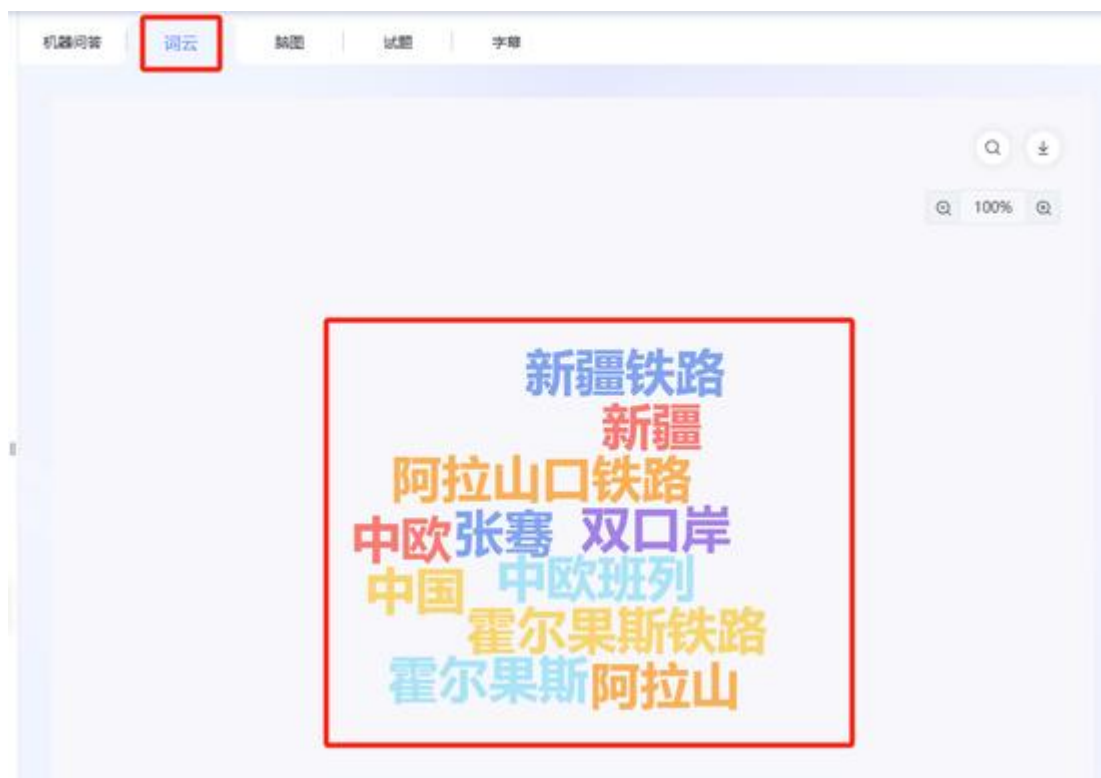 机器问答 词云 脑图 试题 字幕
100%
新疆铁路
新疆
阿拉山口铁路
中欧 张骞 双口岸
中国 中欧班列
霍尔果斯铁路
霍尔果斯 阿拉山